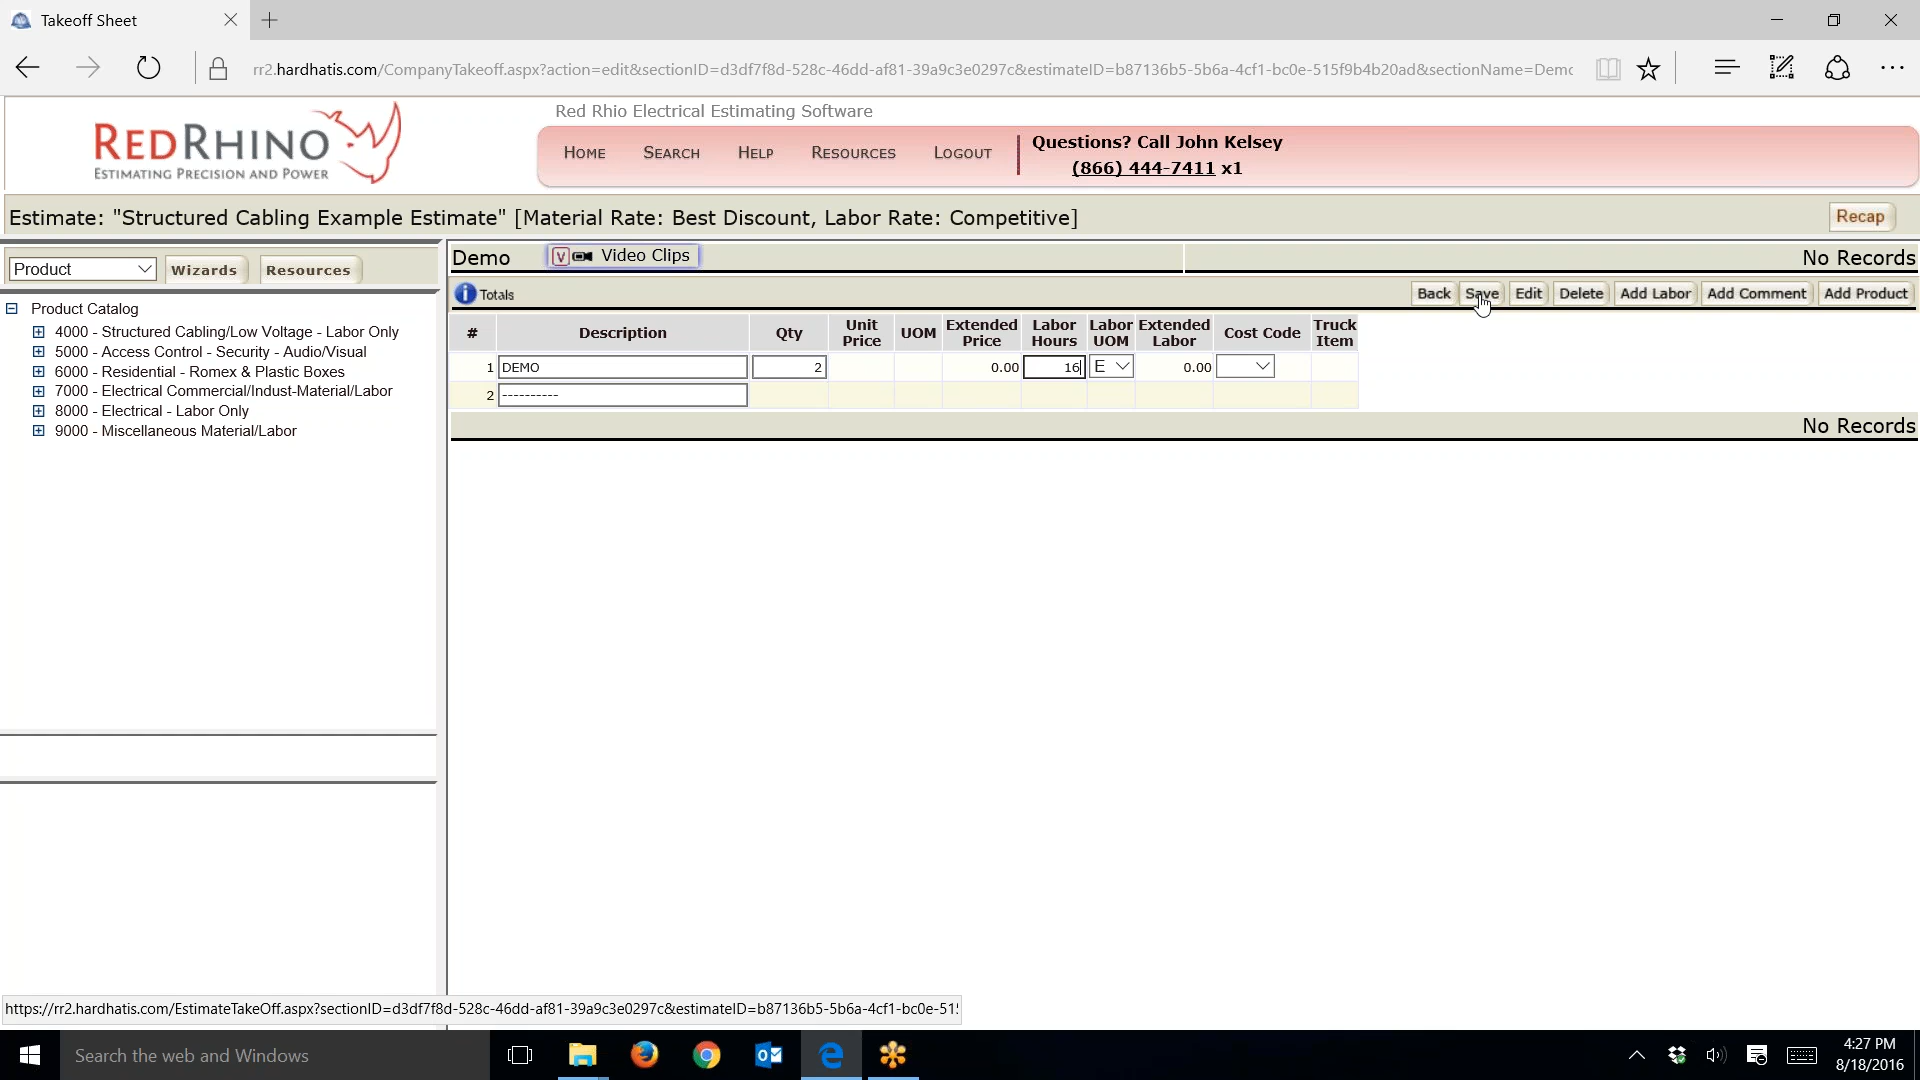 Takeoff Sheet
rr2.hardhatis.com/CompanyTakeoff.aspx?action=edit&sectionID=d3df7f8d-528c-46dd-af81-39a9c3e0297c&estimateID=b87136b5-5b6a-4cf1-bc0e-515f9b4b20ad&sectionName=Demo
REDRHINO
ESTIMATING PRECISION AND POWER
Red Rhio Electrical Estimating Software
HOME SEARCH HELP RESOURCES LOGOUT
Questions? Call John Kelsey
(866) 444-7411 x1
Estimate: "Structured Cabling Example Estimate" [Material Rate: Best Discount, Labor Rate: Competitive]
Recap
Product Wizards Resources
Product Catalog
4000 - Structured Cabling/Low Voltage - Labor Only
5000 - Access Control - Security - Audio/Visual
6000 - Residential - Romex & Plastic Boxes
7000 - Electrical Commercial/Indust-Material/Labor
8000 - Electrical - Labor Only
9000 - Miscellaneous Material/Labor
Demo V Video Clips No Records
i Totals Back Save Edit Delete Add Labor Add Comment Add Product
# Description Qty Unit Price UOM Extended Price Labor Hours Labor UOM Extended Labor Cost Code Truck Item
1 DEMO 2 0.00 16 E 0.00
2 ----------
No Records
https://rr2.hardhatis.com/EstimateTakeOff.aspx?sectionID=d3df7f8d-528c-46dd-af81-39a9c3e0297c&estimateID=b87136b5-5b6a-4cf1-bc0e-51
Search the web and Windows
4:27 PM
8/18/2016